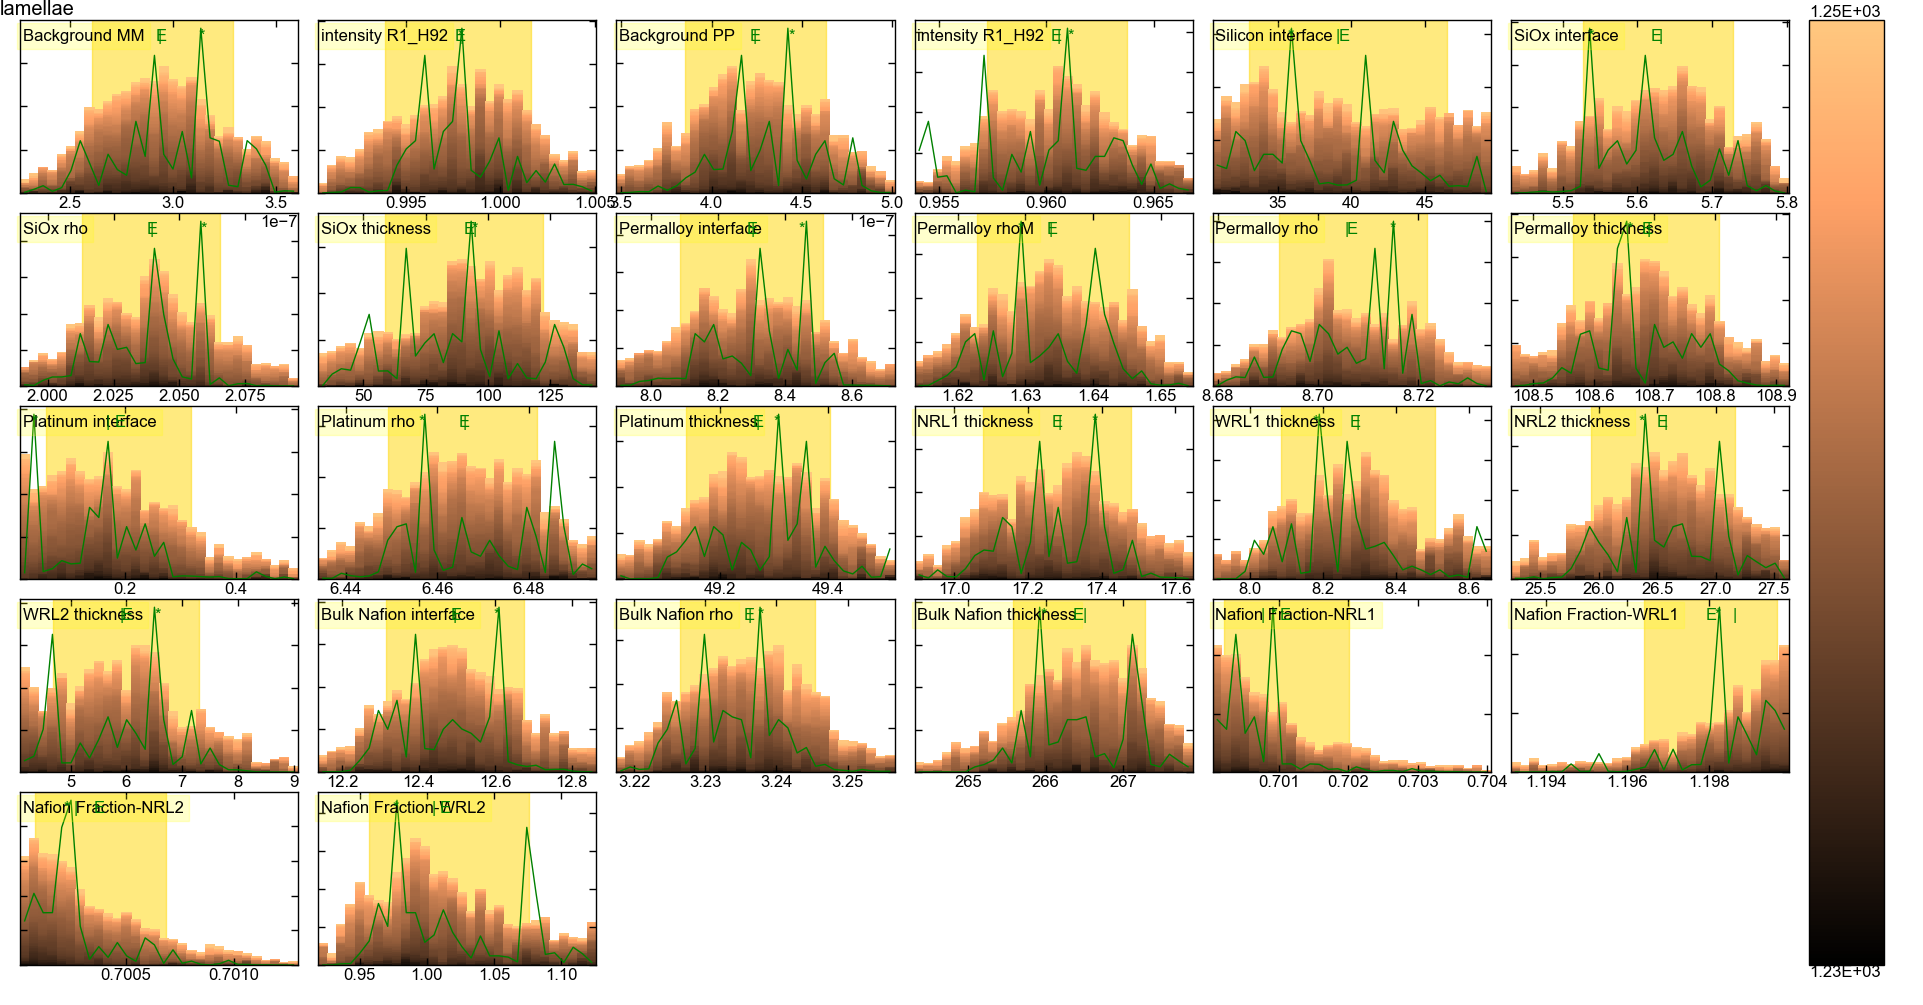 lamellae
1.25E+03
Background MM |E *
intensity R1_H92 E
Background PP E *
intensity R1_H92 E| *
Silicon interface |E
SiOx interface E|
2.5 3.0 3.5
0.995 1.000 1.005
3.5 4.0 4.5 5.0
0.955 0.960 0.965
35 40 45
5.5 5.6 5.7 5.8
SiOx rho E * 1e-7
SiOx thickness E|*
Permalloy interface E * 1e-7
Permalloy rhoM * |E
Permalloy rho |E *
Permalloy thickness * E
2.000 2.025 2.050 2.075
50 75 100 125
8.0 8.2 8.4 8.6
1.62 1.63 1.64 1.65
8.68 8.70 8.72
108.5 108.6 108.7 108.8 108.9
Platinum interface * |E
Platinum rho * E
Platinum thickness E *
NRL1 thickness E| *
WRL1 thickness * E|
NRL2 thickness * E|
0.2 0.4
6.44 6.46 6.48
49.2 49.4
17.0 17.2 17.4 17.6
8.0 8.2 8.4 8.6
25.5 26.0 26.5 27.0 27.5
WRL2 thickness E *
Bulk Nafion interface E *
Bulk Nafion rho E| *
Bulk Nafion thickness * E|
Nafion Fraction-NRL1 | * E
Nafion Fraction-WRL1 E * |
5 6 7 8 9
12.2 12.4 12.6 12.8
3.22 3.23 3.24 3.25
265 266 267
0.701 0.702 0.703 0.704
1.194 1.196 1.198
Nafion Fraction-NRL2 *| E
Nafion Fraction-WRL2 * | E
0.7005 0.7010
0.95 1.00 1.05 1.10
1.23E+03